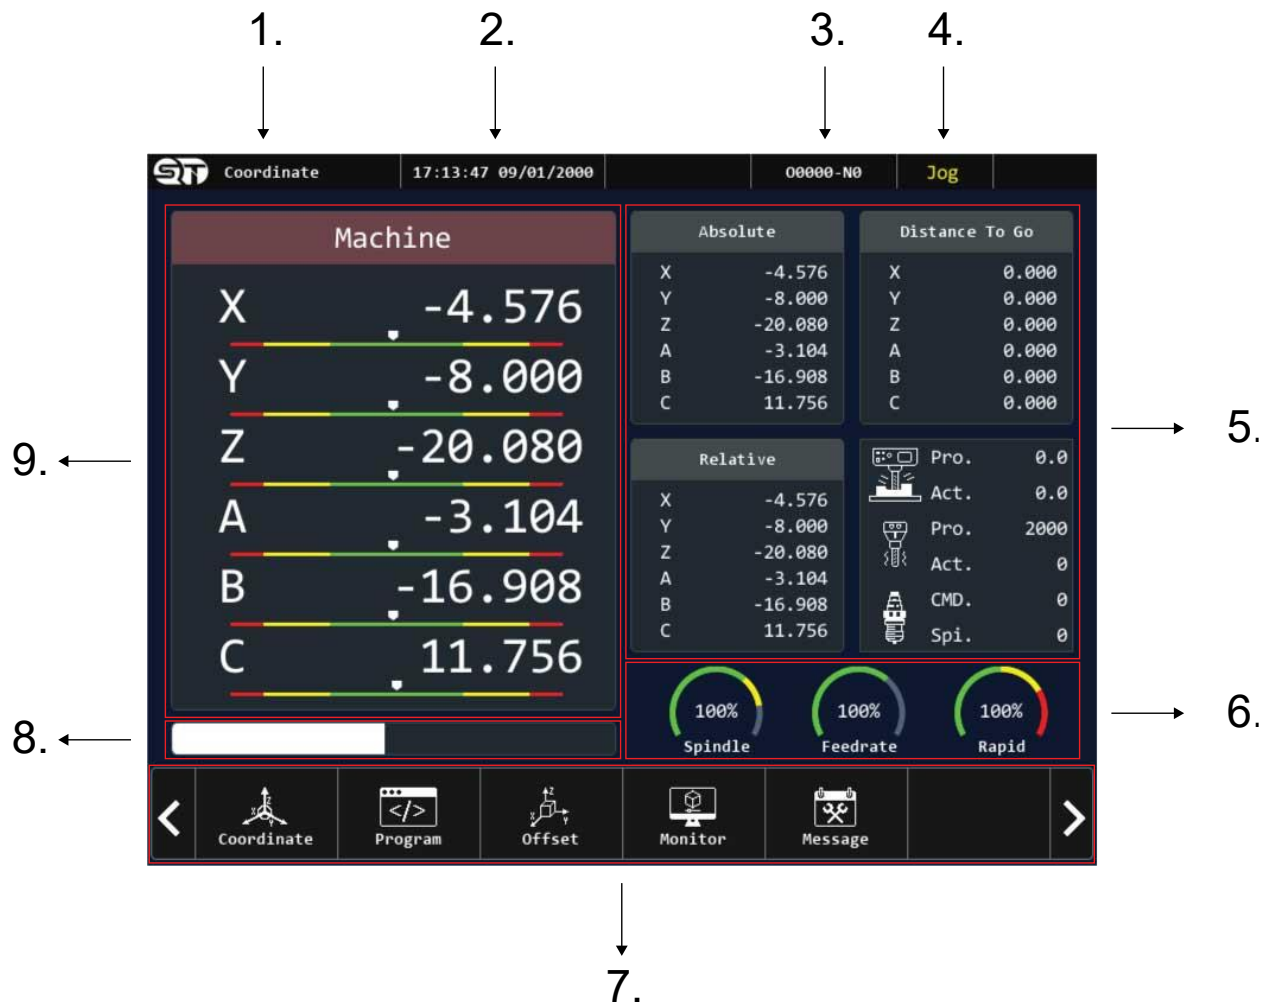 1. 2. 3. 4.
Coordinate 17:13:47 09/01/2000 O0000-N0 Jog
Machine
X -4.576
Y -8.000
Z -20.080
A -3.104
B -16.908
C 11.756
Absolute
X -4.576
Y -8.000
Z -20.080
A -3.104
B -16.908
C 11.756
Distance To Go
X 0.000
Y 0.000
Z 0.000
A 0.000
B 0.000
C 0.000
Relative
X -4.576
Y -8.000
Z -20.080
A -3.104
B -16.908
C 11.756
Pro. 0.0
Act. 0.0
Pro. 2000
Act. 0
CMD. 0
Spi. 0
5.
9.
100% 100% 100%
Spindle Feedrate Rapid
6.
8.
Coordinate Program Offset Monitor Message
7.